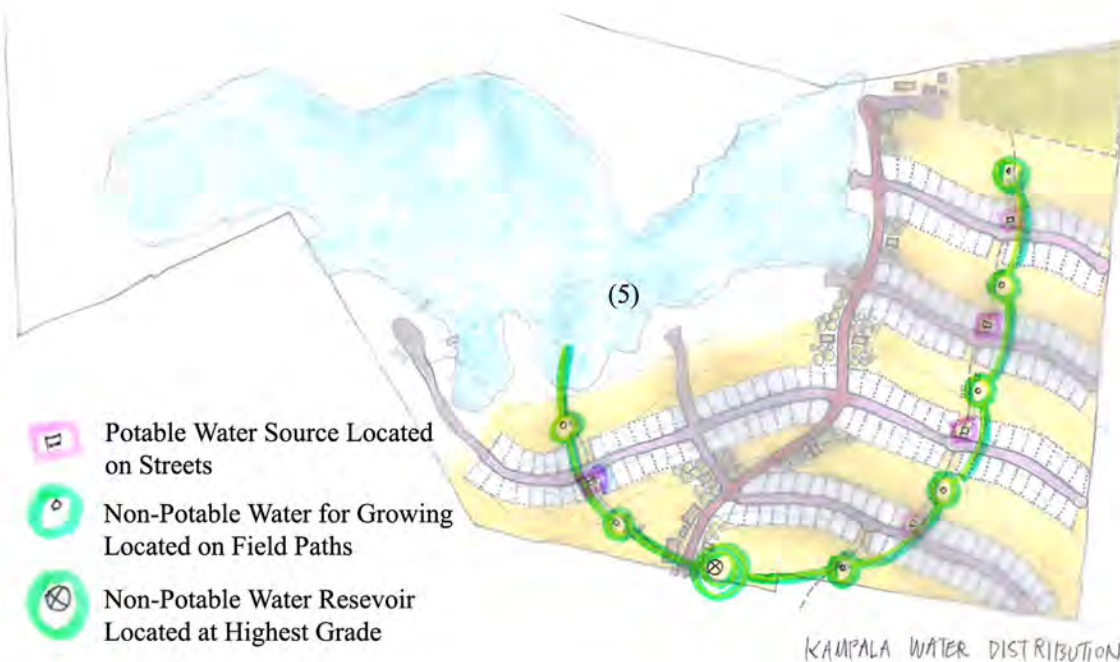 (5)
Potable Water Source Located
on Streets
Non-Potable Water for Growing
Located on Field Paths
Non-Potable Water Resevoir
Located at Highest Grade
KAMPALA WATER DISTRIBUTION